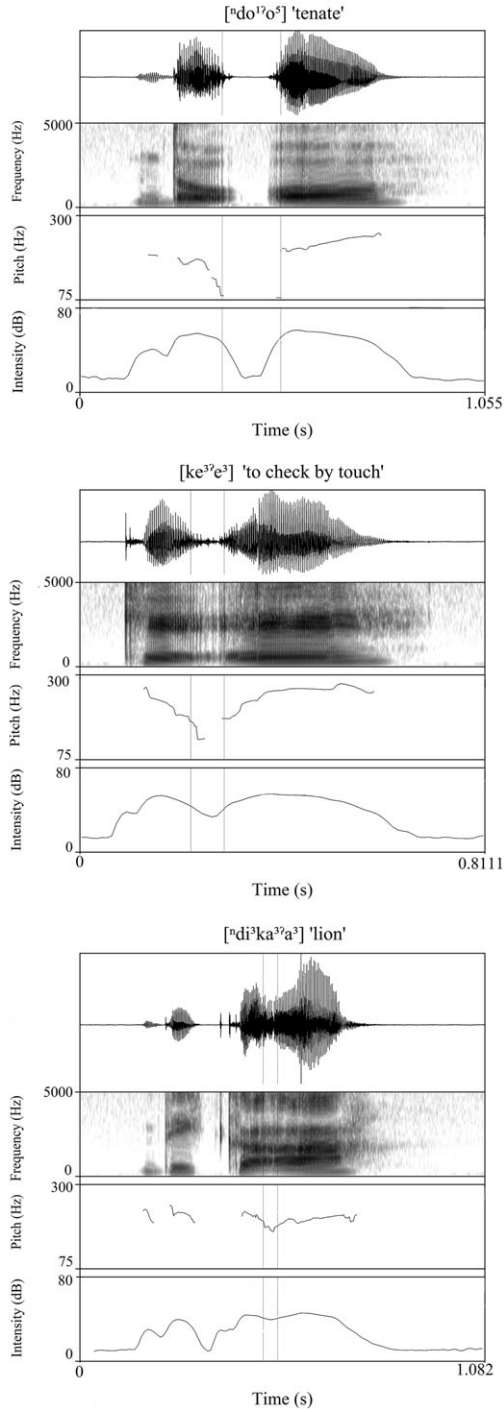 [ⁿdo¹ˀo⁵] 'tenate'
5000
Frequency (Hz)
0
300
Pitch (Hz)
75
80
Intensity (dB)
0
0 1.055
Time (s)
[ke³ˀe³] 'to check by touch'
5000
Frequency (Hz)
0
300
Pitch (Hz)
75
80
Intensity (dB)
0
0 0.8111
Time (s)
[ⁿdi³ka³ˀa³] 'lion'
5000
Frequency (Hz)
0
300
Pitch (Hz)
75
80
Intensity (dB)
0
0 1.082
Time (s)